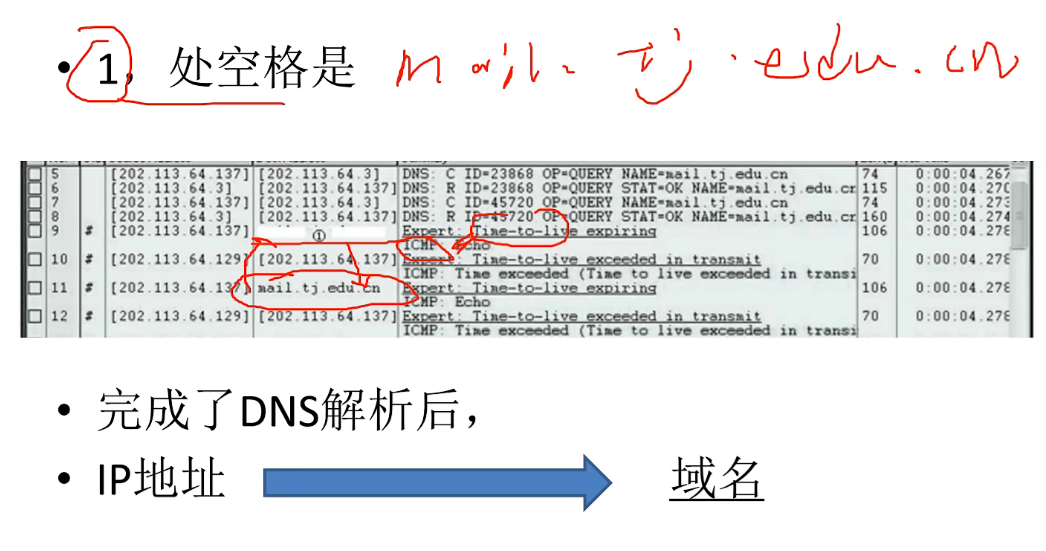 • 1，处空格是 mail.tj.edu.cn
5 [202.113.64.137] [202.113.64.3] DNS: C ID=23868 OP=QUERY NAME=mail.tj.edu.cn 74 0:00:04.267
6 [202.113.64.3] [202.113.64.137] DNS: R ID=23868 OP=QUERY STAT=OK NAME=mail.tj.edu.cr 115 0:00:04.270
7 [202.113.64.137] [202.113.64.3] DNS: C ID=45720 OP=QUERY NAME=mail.tj.edu.cn 74 0:00:04.273
8 [202.113.64.3] [202.113.64.137] DNS: R ID=45720 OP=QUERY STAT=OK NAME=mail.tj.edu.cr 160 0:00:04.274
9 # [202.113.64.137] ① Expert: Time-to-live expiring 106 0:00:04.278
ICMP: Echo
10 # [202.113.64.129] [202.113.64.137] Expert: Time-to-live exceeded in transmit 70 0:00:04.278
ICMP: Time exceeded (Time to live exceeded in transi
11 # [202.113.64.137] mail.tj.edu.cn Expert: Time-to-live expiring 106 0:00:04.278
ICMP: Echo
12 # [202.113.64.129] [202.113.64.137] Expert: Time-to-live exceeded in transmit 70 0:00:04.278
ICMP: Time exceeded (Time to live exceeded in transi
• 完成了DNS解析后，
• IP地址 域名